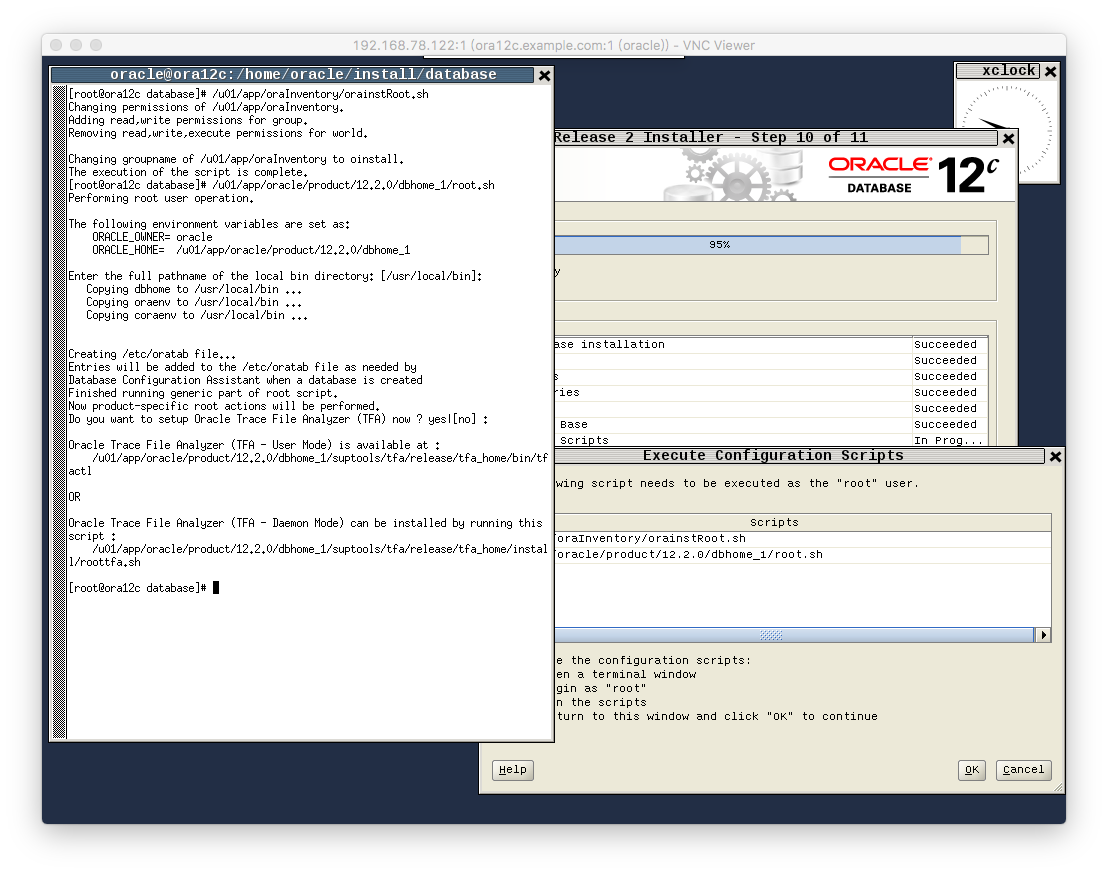 192.168.78.122:1 (ora12c.example.com:1 (oracle)) - VNC Viewer
oracle@ora12c:/home/oracle/install/database
[root@ora12c database]# /u01/app/oraInventory/orainstRoot.sh
Changing permissions of /u01/app/oraInventory.
Adding read,write permissions for group.
Removing read,write,execute permissions for world.
Changing groupname of /u01/app/oraInventory to oinstall.
The execution of the script is complete.
[root@ora12c database]# /u01/app/oracle/product/12.2.0/dbhome_1/root.sh
Performing root user operation.
The following environment variables are set as:
ORACLE_OWNER= oracle
ORACLE_HOME=  /u01/app/oracle/product/12.2.0/dbhome_1
Enter the full pathname of the local bin directory: [/usr/local/bin]:
Copying dbhome to /usr/local/bin ...
Copying oraenv to /usr/local/bin ...
Copying coraenv to /usr/local/bin ...
Creating /etc/oratab file...
Entries will be added to the /etc/oratab file as needed by
Database Configuration Assistant when a database is created
Finished running generic part of root script.
Now product-specific root actions will be performed.
Do you want to setup Oracle Trace File Analyzer (TFA) now ? yes|[no] :
Oracle Trace File Analyzer (TFA - User Mode) is available at :
/u01/app/oracle/product/12.2.0/dbhome_1/suptools/tfa/release/tfa_home/bin/tf
actl
OR
Oracle Trace File Analyzer (TFA - Daemon Mode) can be installed by running this
script :
/u01/app/oracle/product/12.2.0/dbhome_1/suptools/tfa/release/tfa_home/instal
l/roottfa.sh
[root@ora12c database]#
xclock
Release 2 Installer - Step 10 of 11
ORACLE®
DATABASE
12c
95%
y
ase installation Succeeded
Succeeded
s Succeeded
ries Succeeded
Succeeded
Base Succeeded
Scripts In Prog...
Execute Configuration Scripts
wing script needs to be executed as the "root" user.
Scripts
oraInventory/orainstRoot.sh
oracle/product/12.2.0/dbhome_1/root.sh
e the configuration scripts:
en a terminal window
gin as "root"
n the scripts
turn to this window and click "OK" to continue
Help
OK
Cancel